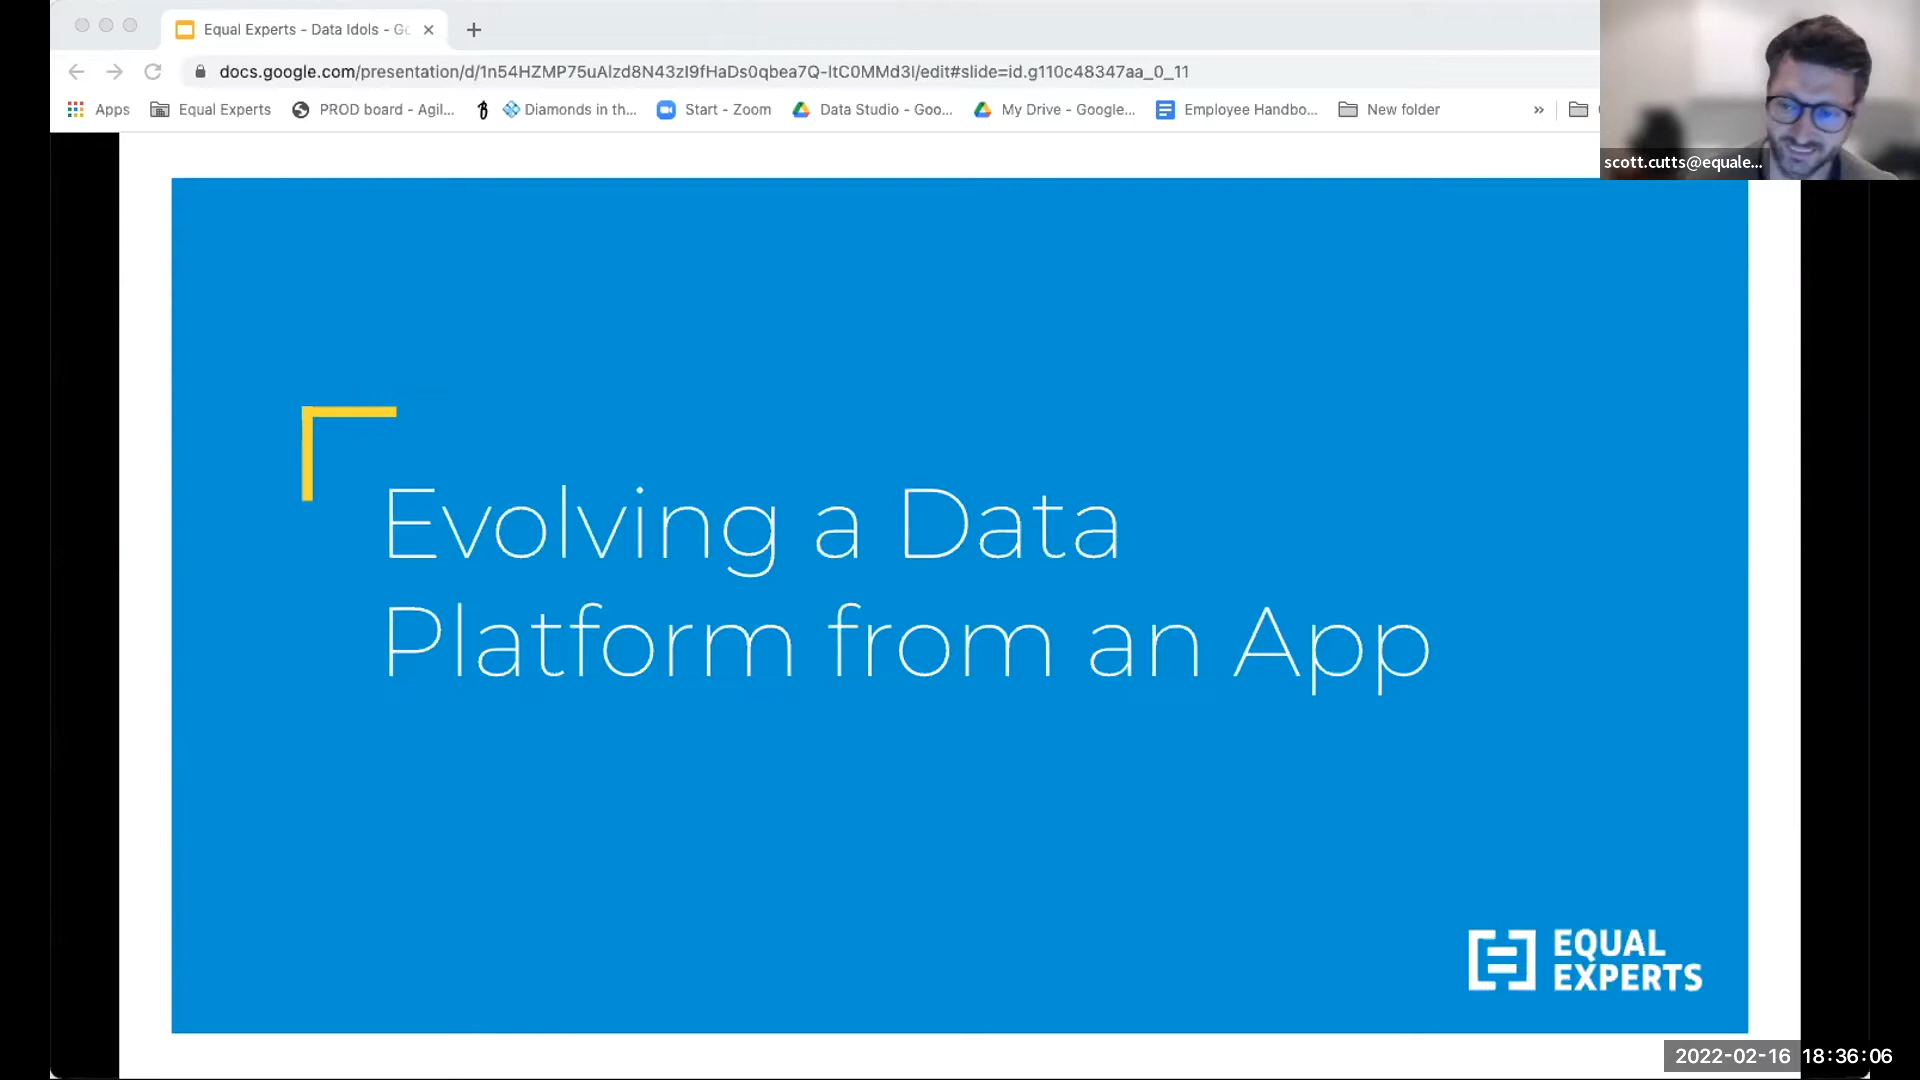 Equal Experts - Data Idols - Go
docs.google.com/presentation/d/1n54HZMP75uAlzd8N43zI9fHaDs0qbea7Q-ItC0MMd3I/edit#slide=id.g110c48347aa_0_11
Apps Equal Experts PROD board - Agil... Diamonds in th... Start - Zoom Data Studio - Goo... My Drive - Google... Employee Handbo... New folder »
scott.cutts@equale...
Evolving a Data
Platform from an App
EQUAL
EXPERTS
2022-02-16 18:36:06